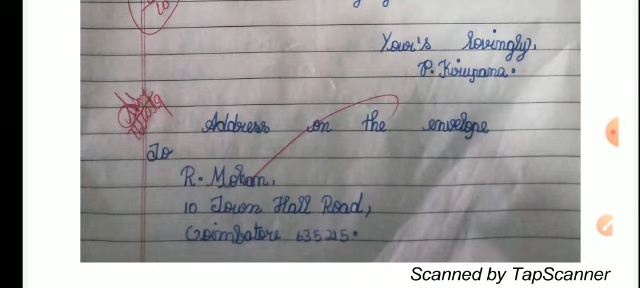 Your's lovingly,
P. Kirupana.
Address on the envelope
To
R. Mohan,
10 Town Hall Road,
Coimbatore 635215.
Scanned by TapScanner